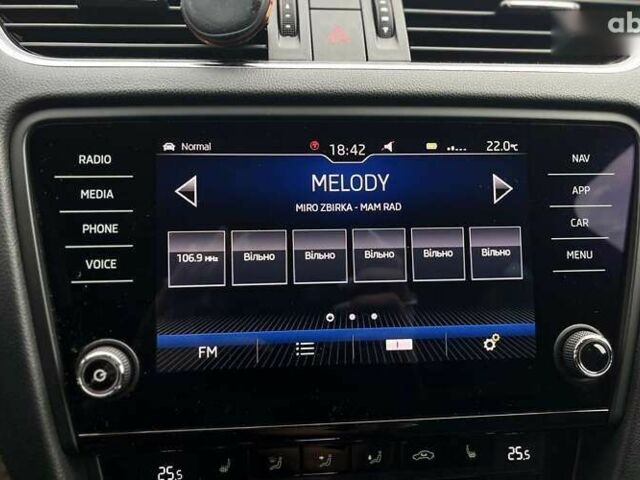 ab
RADIO
MEDIA
PHONE
VOICE
Normal
18:42
22.0°C
MELODY
MIRO ZBIRKA - MAM RAD
106.9 MHz
Вільно
Вільно
Вільно
Вільно
Вільно
FM
NAV
APP
CAR
MENU
25.5
25.5